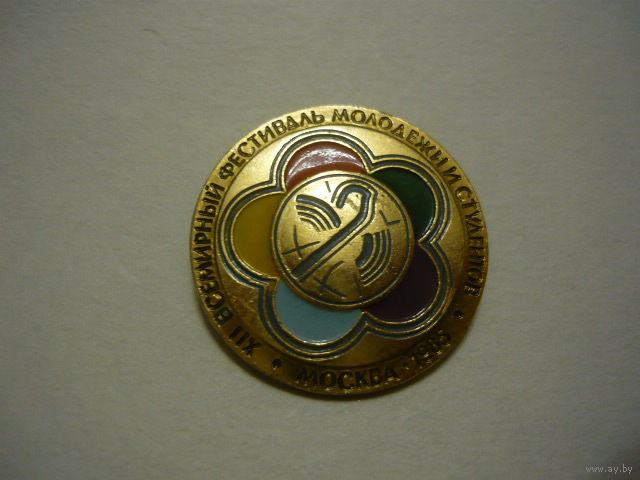 XII ВСЕМИРНЫЙ ФЕСТИВАЛЬ МОЛОДЕЖИ И СТУДЕНТОВ
• МОСКВА · 1985 •
www.ay.by